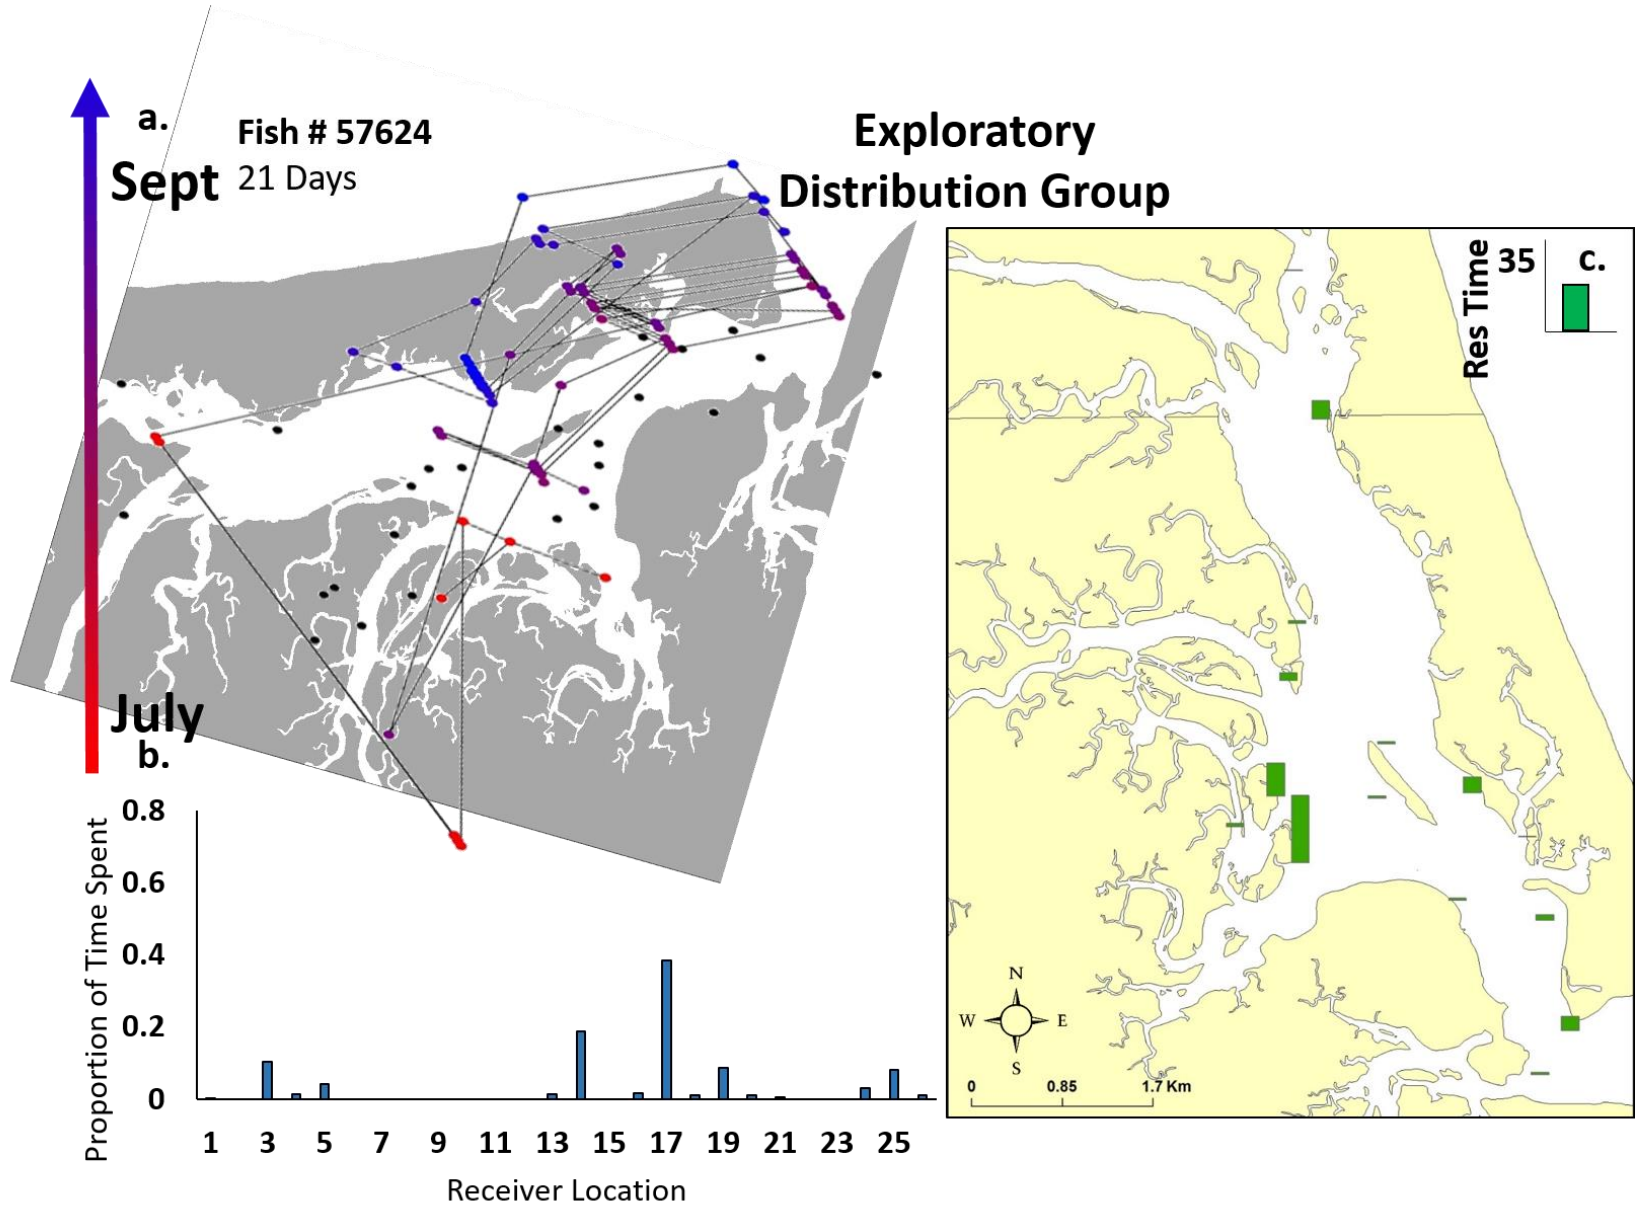 a.
Fish # 57624
Sept
21 Days
Exploratory
Distribution Group
July
b.
Proportion of Time Spent
0.8
0.6
0.4
0.2
0
1 3 5 7 9 11 13 15 17 19 21 23 25
Receiver Location
Res Time
35
c.
N
W E
S
0 0.85 1.7 Km